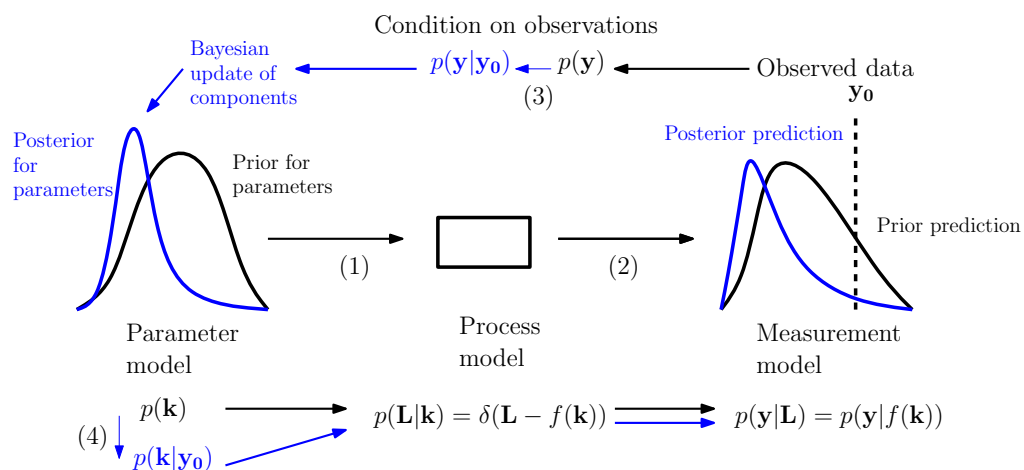 Condition on observations
Bayesian
update of
components
p(y|y₀)
p(y)
Observed data
y₀
(3)
Posterior
for
parameters
Prior for
parameters
Posterior prediction
Prior prediction
(1)
(2)
Parameter
model
Process
model
Measurement
model
p(k)
p(L|k) = δ(L − f(k))
p(y|L) = p(y|f(k))
(4)
p(k|y₀)